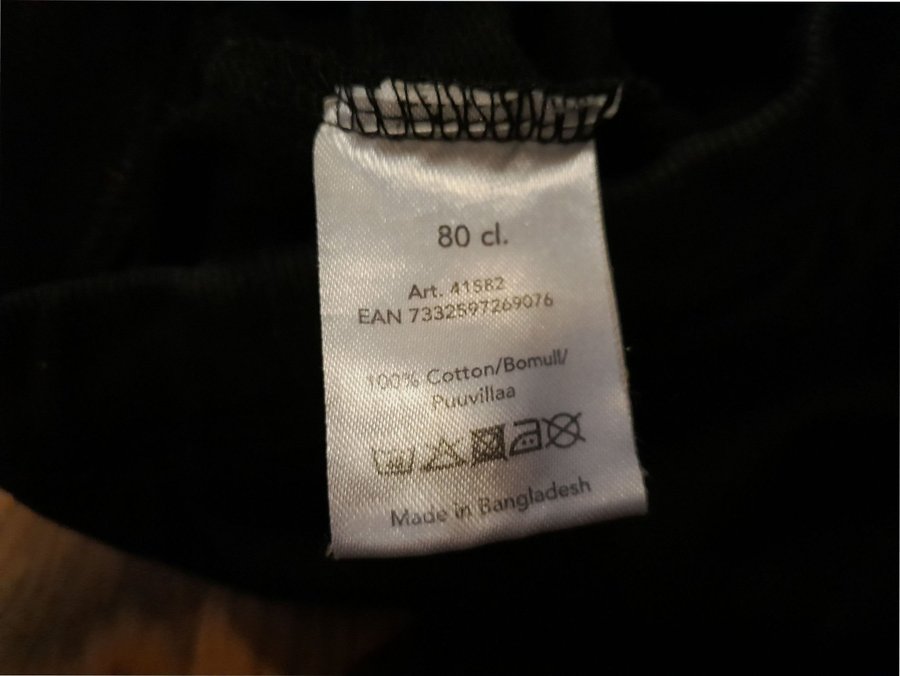 80 cl.
Art. 41582
EAN 7332597269076
100% Cotton/Bomull/
Puuvillaa
Made in Bangladesh